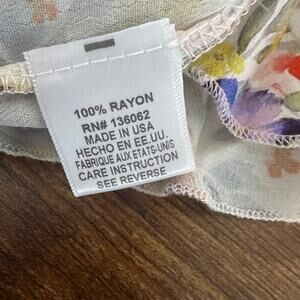 100% RAYON
RN# 136062
MADE IN USA
HECHO EN EE.UU.
FABRIQUE AUX ETATS-UNIS
CARE INSTRUCTION
SEE REVERSE